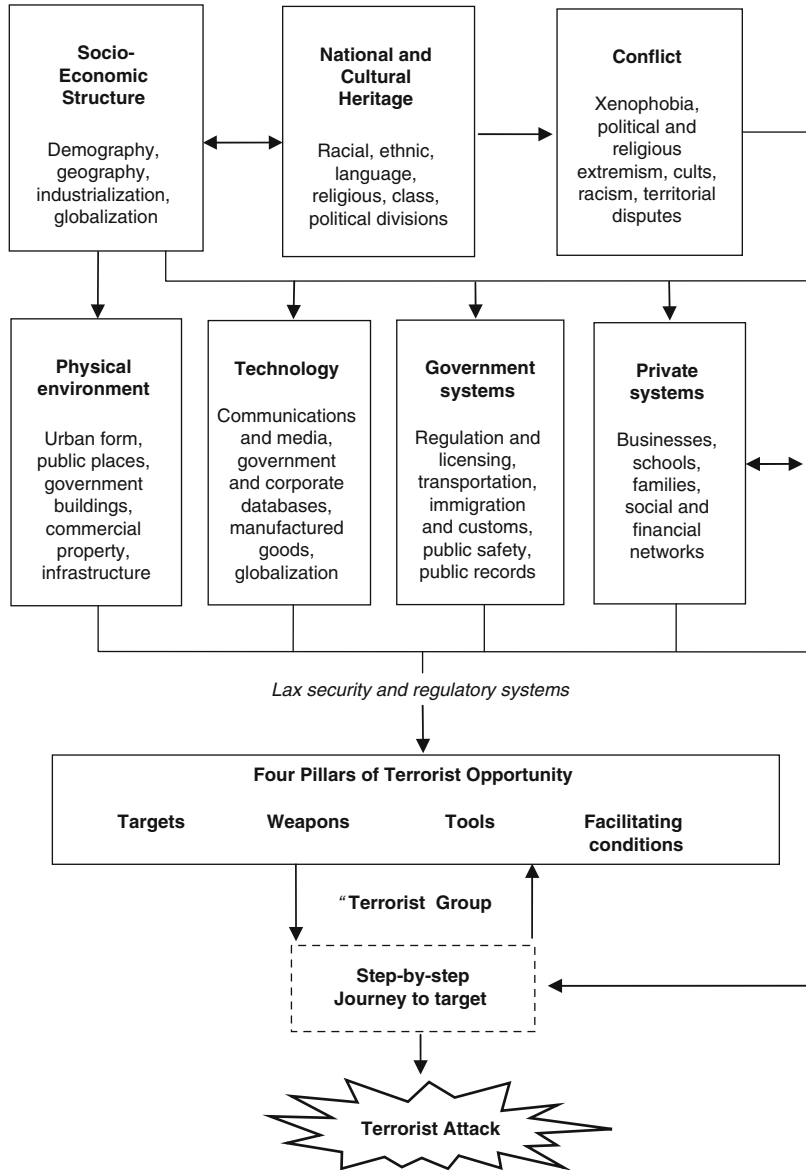 Socio-
Economic
Structure
Demography,
geography,
industrialization,
globalization
National and
Cultural
Heritage
Racial, ethnic,
language,
religious, class,
political divisions
Conflict
Xenophobia,
political and
religious
extremism, cults,
racism, territorial
disputes
Physical
environment
Urban form,
public places,
government
buildings,
commercial
property,
infrastructure
Technology
Communications
and media,
government
and corporate
databases,
manufactured
goods,
globalization
Government
systems
Regulation and
licensing,
transportation,
immigration
and customs,
public safety,
public records
Private
systems
Businesses,
schools,
families,
social and
financial
networks
Lax security and regulatory systems
Four Pillars of Terrorist Opportunity
Targets Weapons Tools Facilitating
conditions
“Terrorist Group
Step-by-step
Journey to target
Terrorist Attack